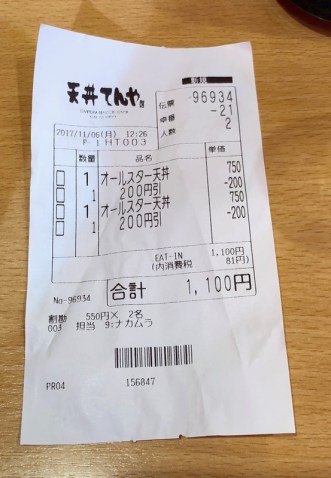 新規
天丼てんや
伝票 -96934
卓番 -21
人数 2
2017/11/06(月) 12:26
P-1HT003
数量 品名 単価
1 オールスター天丼 750
1 200円引 -200
1 オールスター天丼 750
1 200円引 -200
EAT-IN 1,100円
(内消費税 81円)
合計 1,100円
No-96934
割勘 550円× 2名
003 担当 9:ナカムラ
PR04 156847